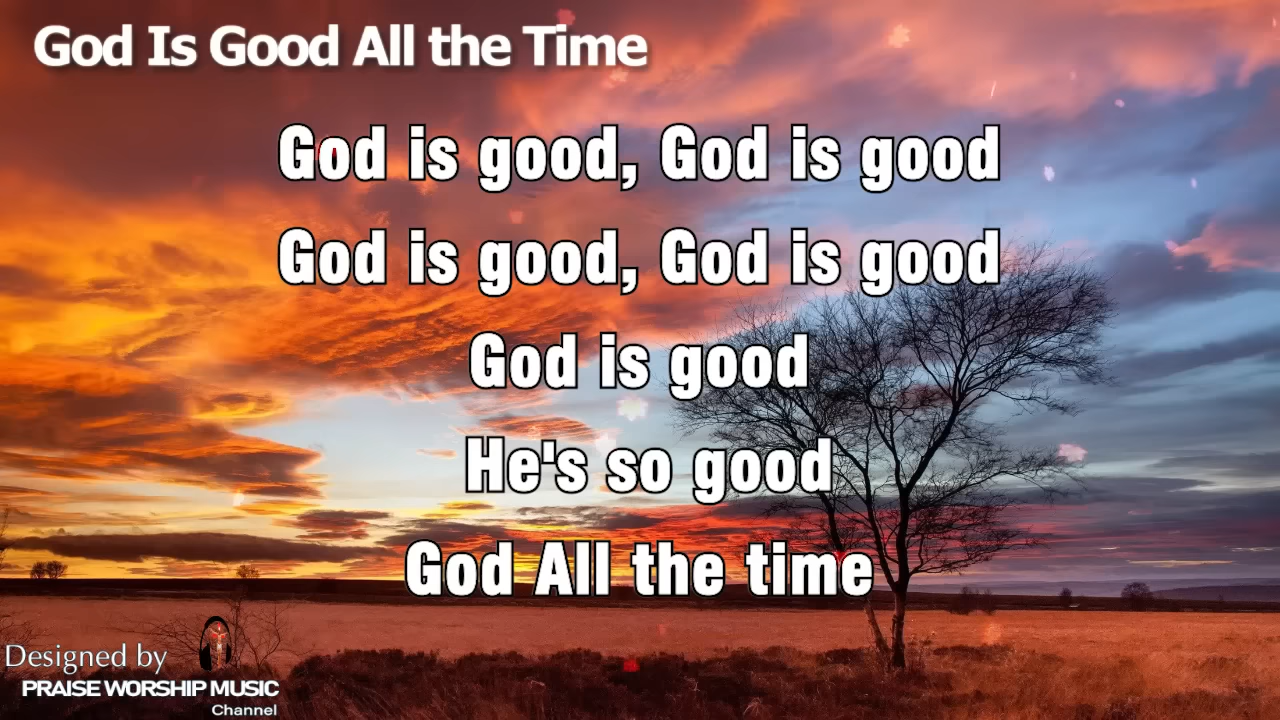 God Is Good All the Time
God is good, God is good
God is good, God is good
God is good
He's so good
God All the time
Designed by
PRAISE WORSHIP MUSIC
Channel